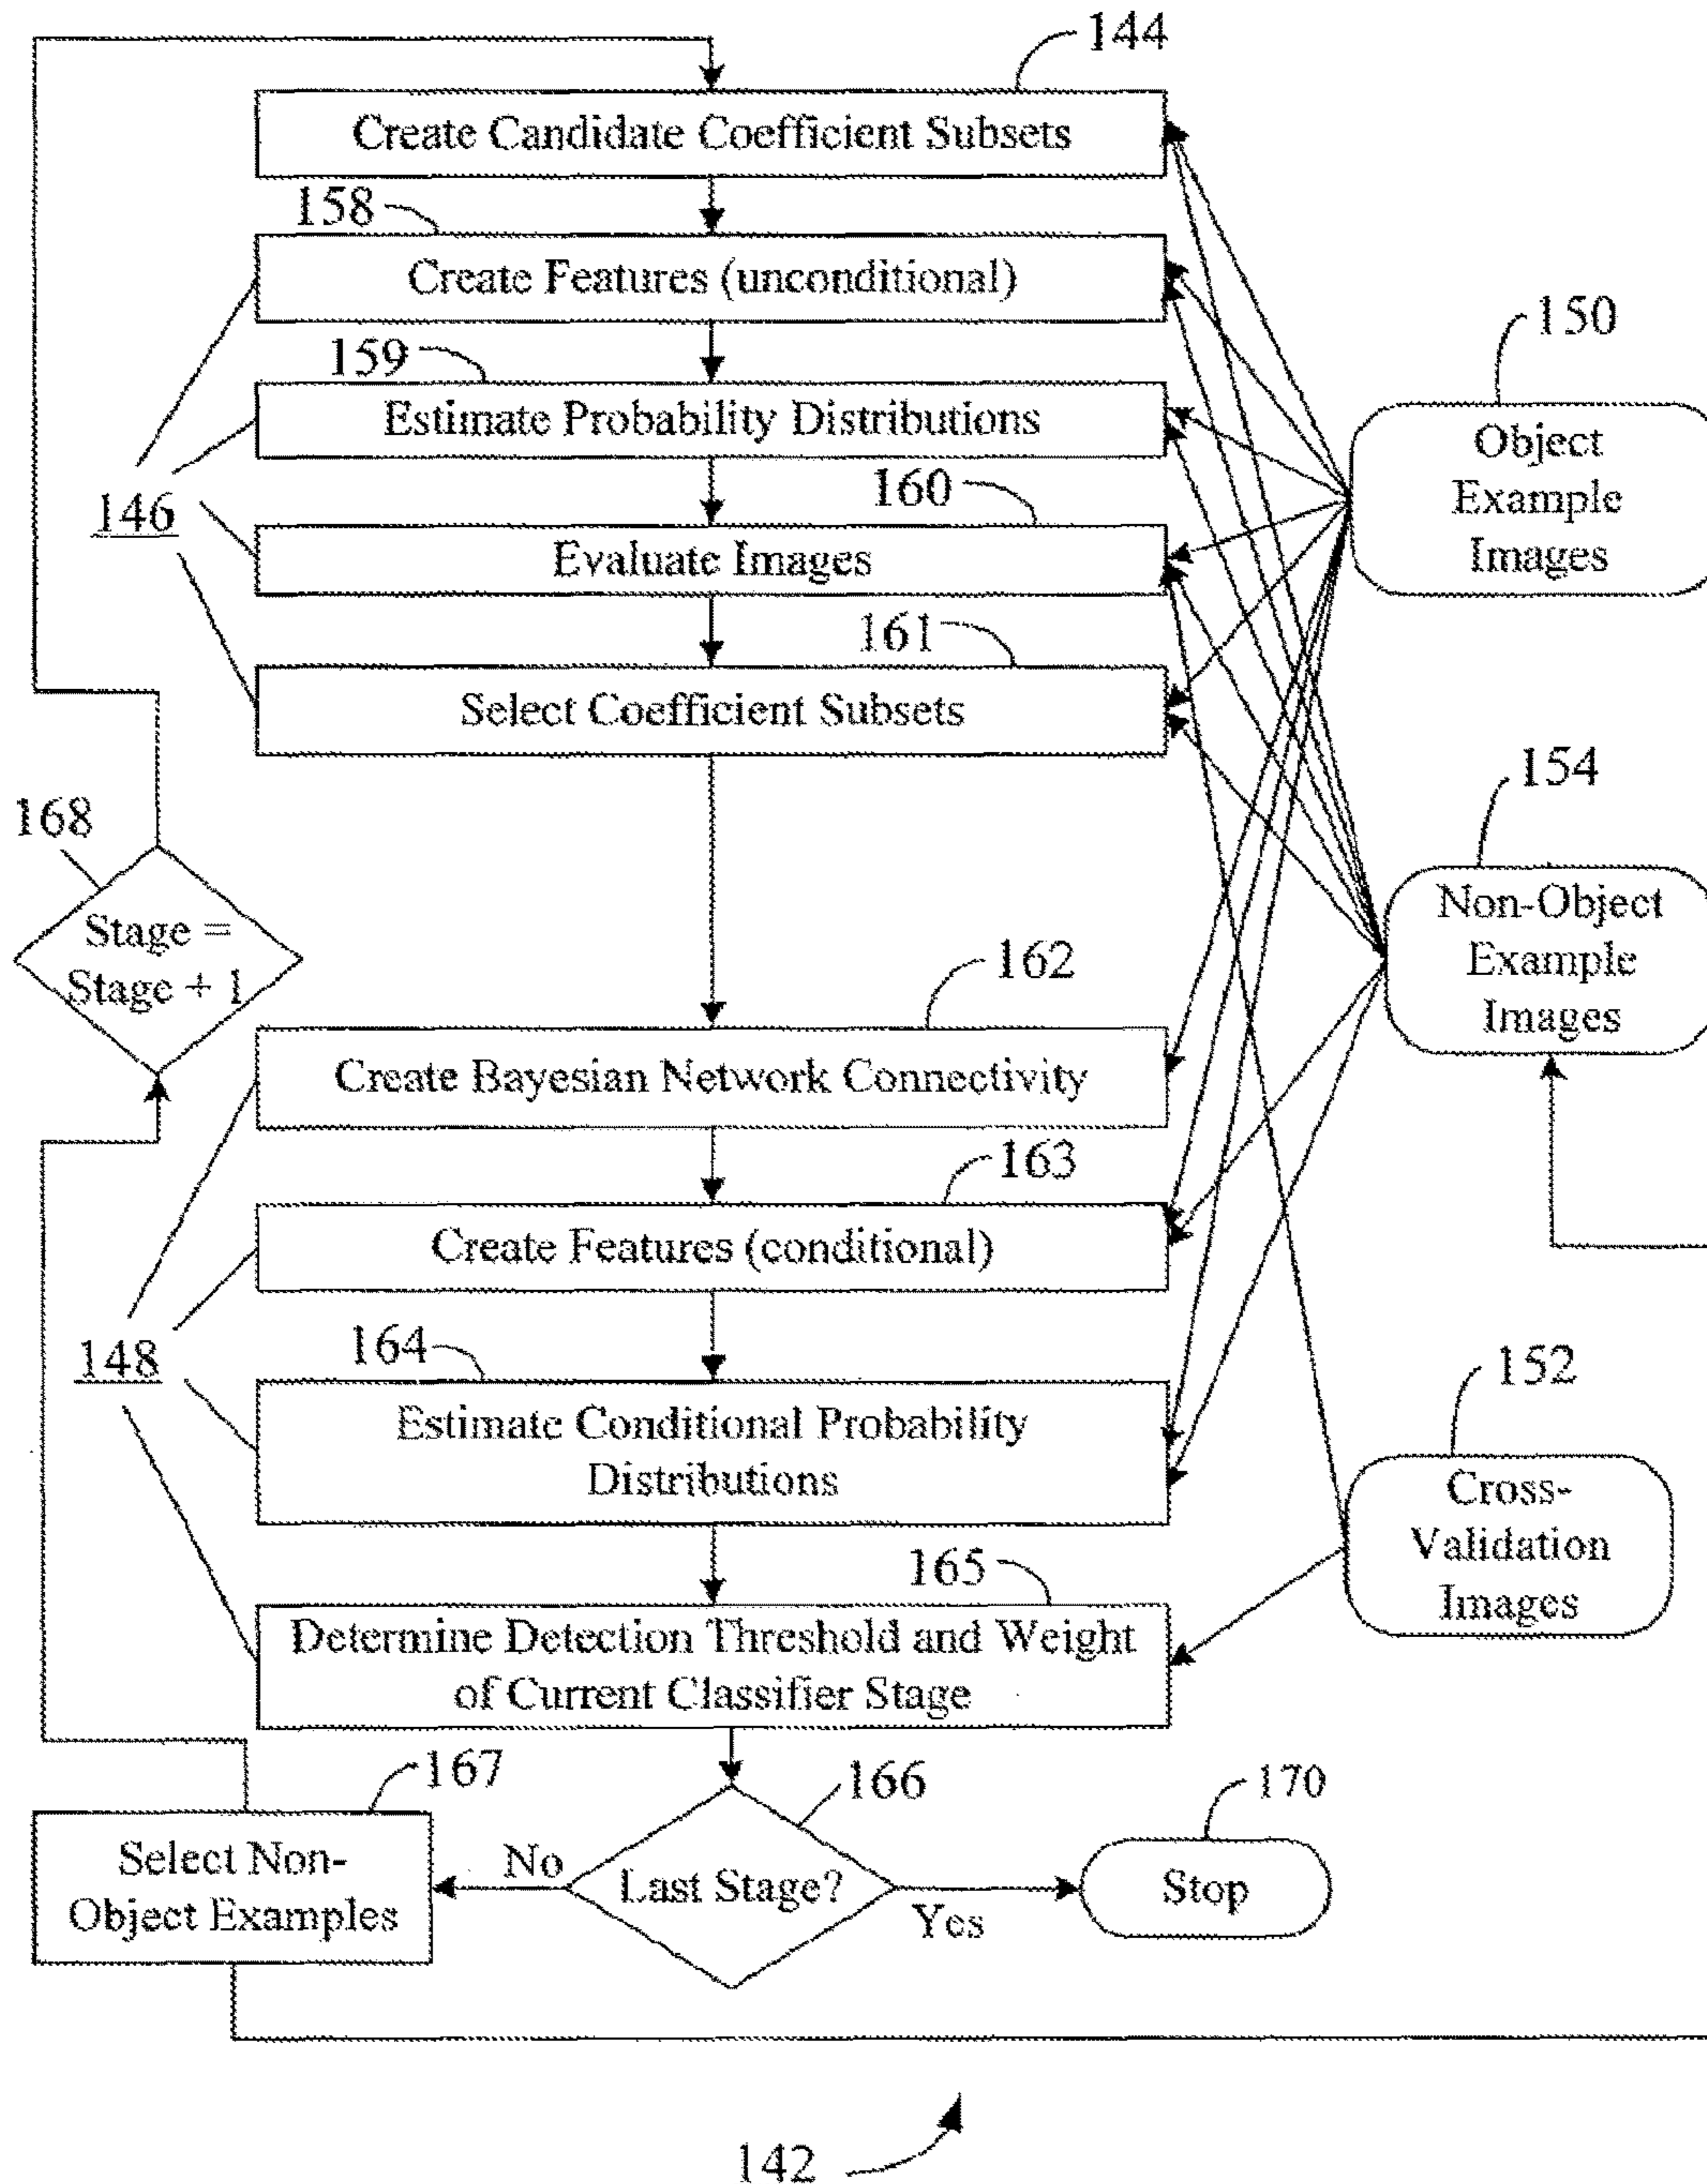 144
Create Candidate Coefficient Subsets
158
Create Features (unconditional)
159
Estimate Probability Distributions
160
Evaluate Images
161
Select Coefficient Subsets
146
150
Object
Example
Images
154
Non-Object
Example
Images
168
Stage =
Stage + 1
162
Create Bayesian Network Connectivity
163
Create Features (conditional)
148
164
Estimate Conditional Probability
Distributions
152
Cross-
Validation
Images
165
Determine Detection Threshold and Weight
of Current Classifier Stage
167
Select Non-
Object Examples
No
166
Last Stage?
Yes
170
Stop
142